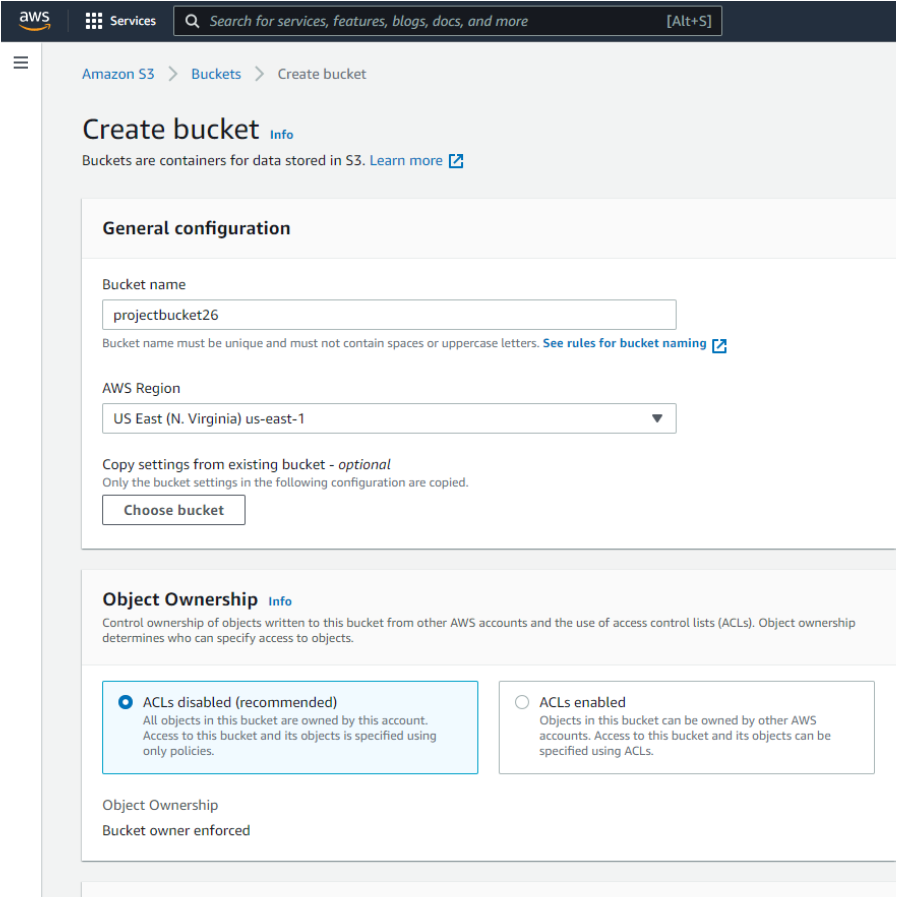 aws Services Search for services, features, blogs, docs, and more [Alt+S]
Amazon S3 > Buckets > Create bucket
Create bucket Info
Buckets are containers for data stored in S3. Learn more
General configuration
Bucket name
projectbucket26
Bucket name must be unique and must not contain spaces or uppercase letters. See rules for bucket naming
AWS Region
US East (N. Virginia) us-east-1
Copy settings from existing bucket - optional
Only the bucket settings in the following configuration are copied.
Choose bucket
Object Ownership Info
Control ownership of objects written to this bucket from other AWS accounts and the use of access control lists (ACLs). Object ownership
determines who can specify access to objects.
ACLs disabled (recommended)
All objects in this bucket are owned by this account.
Access to this bucket and its objects is specified using
only policies.
ACLs enabled
Objects in this bucket can be owned by other AWS
accounts. Access to this bucket and its objects can be
specified using ACLs.
Object Ownership
Bucket owner enforced